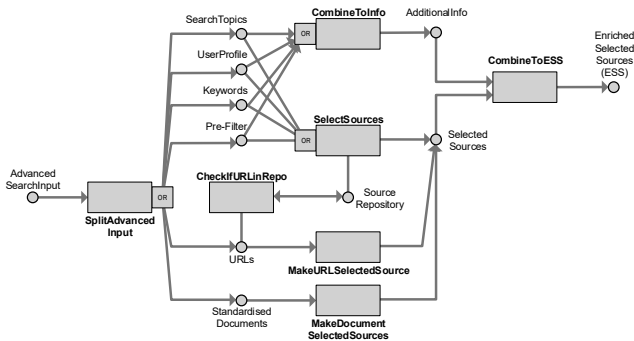 SearchTopics
CombineToInfo
AdditionalInfo
OR
UserProfile
Enriched
Selected
Sources
(ESS)
CombineToESS
Keywords
Pre-Filter
SelectSources
OR
Selected
Sources
Advanced
SearchInput
CheckIfURLinRepo
OR
Source
Repository
SplitAdvanced
Input
URLs
MakeURLSelectedSource
Standardised
Documents
MakeDocument
SelectedSources